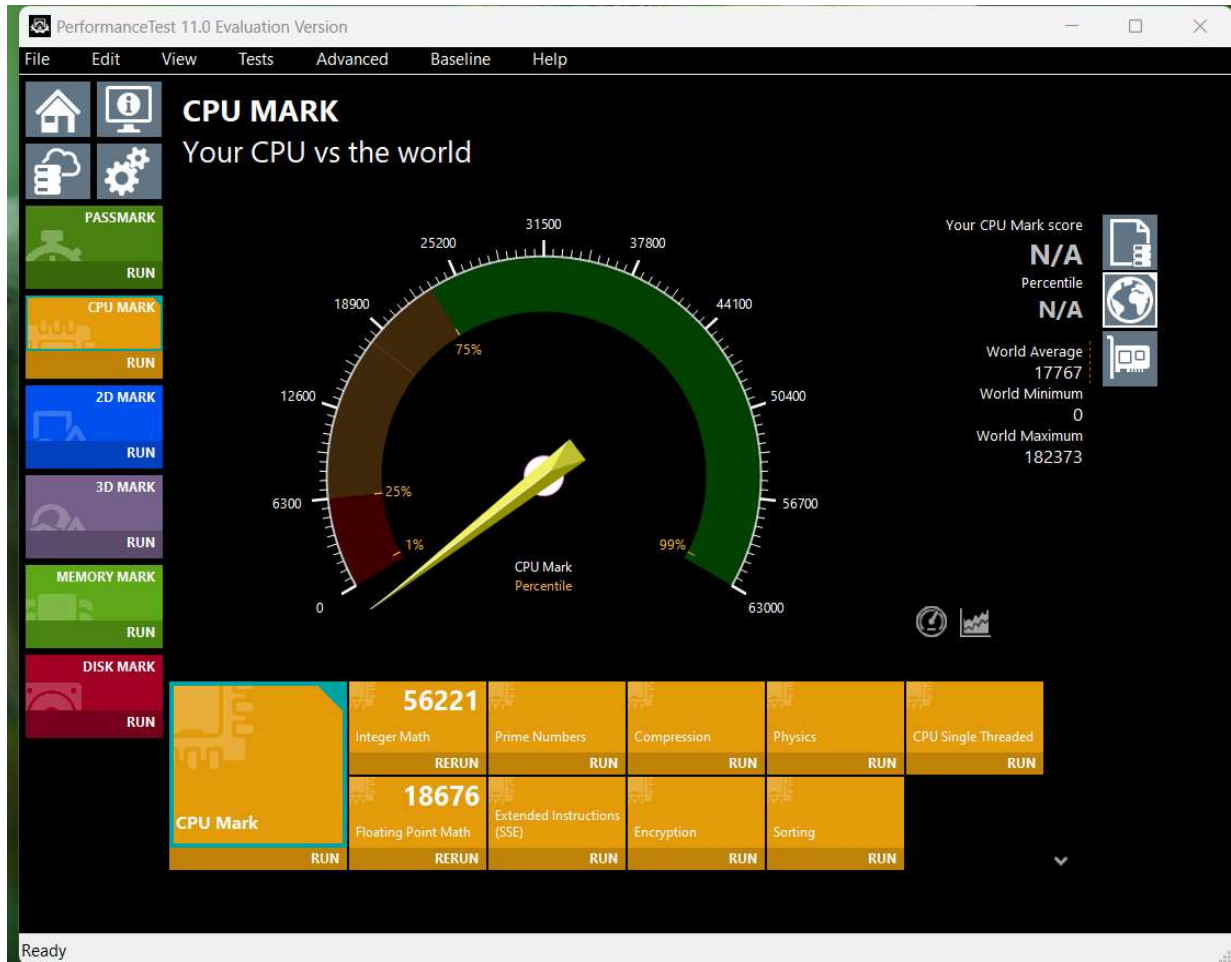 PerformanceTest 11.0 Evaluation Version
File Edit View Tests Advanced Baseline Help
CPU MARK
Your CPU vs the world
PASSMARK
RUN
CPU MARK
RUN
2D MARK
RUN
3D MARK
RUN
MEMORY MARK
RUN
DISK MARK
RUN
0
6300
12600
18900
25200
31500
37800
44100
50400
56700
63000
1%
25%
75%
99%
CPU Mark
Percentile
Your CPU Mark score
N/A
Percentile
N/A
World Average
17767
World Minimum
0
World Maximum
182373
CPU Mark
RUN
56221
Integer Math
RERUN
Prime Numbers
RUN
Compression
RUN
Physics
RUN
CPU Single Threaded
RUN
18676
Floating Point Math
RERUN
Extended Instructions
(SSE)
RUN
Encryption
RUN
Sorting
RUN
Ready